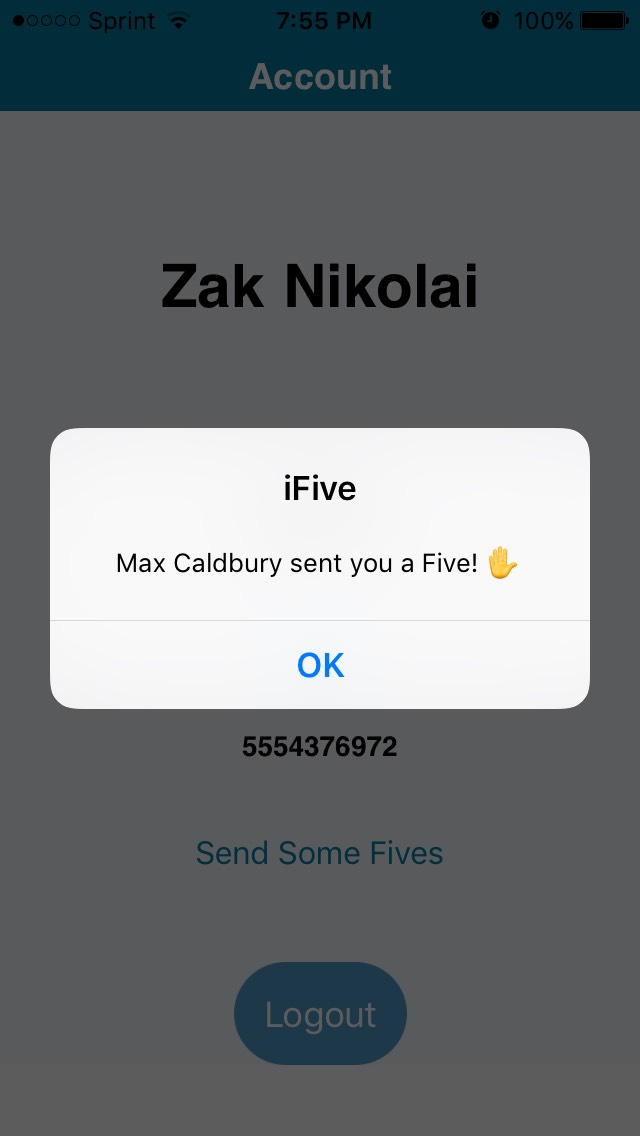 Sprint 7:55 PM 100%
Account
Zak Nikolai
iFive
Max Caldbury sent you a Five! ✋
OK
5554376972
Send Some Fives
Logout